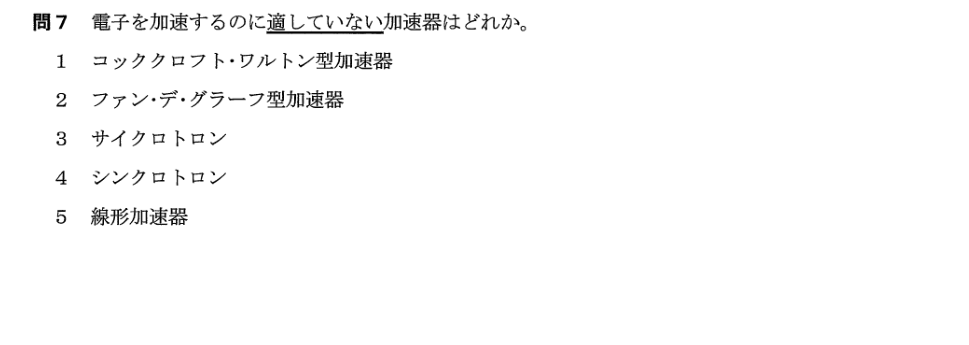 問7 電子を加速するのに適していない加速器はどれか。
1 コッククロフト・ワルトン型加速器
2 ファン・デ・グラーフ型加速器
3 サイクロトロン
4 シンクロトロン
5 線形加速器